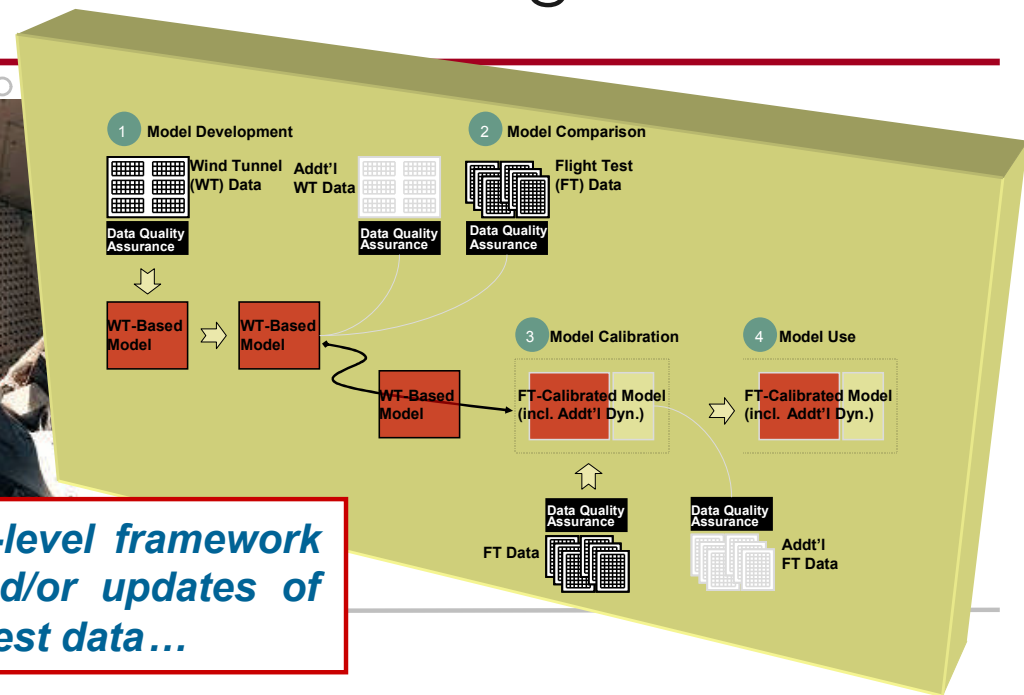 1 Model Development
Wind Tunnel
(WT) Data
Data Quality
Assurance
Addt'l
WT Data
Data Quality
Assurance
2 Model Comparison
Flight Test
(FT) Data
Data Quality
Assurance
WT-Based
Model
WT-Based
Model
WT-Based
Model
3 Model Calibration
FT-Calibrated Model
(incl. Addt'l Dyn.)
4 Model Use
FT-Calibrated Model
(incl. Addt'l Dyn.)
Data Quality
Assurance
FT Data
Data Quality
Assurance
Addt'l
FT Data
-level framework
d/or updates of
est data…